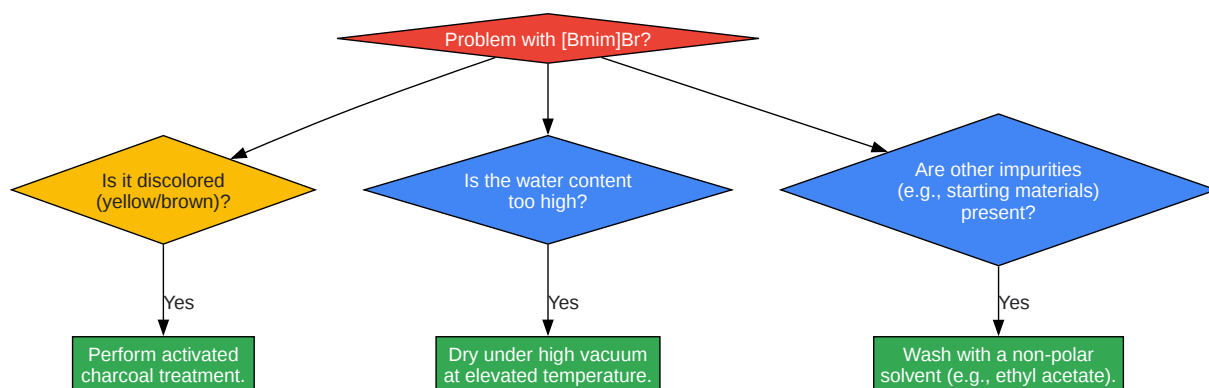 Problem with [Bmim]Br?
Is it discolored
(yellow/brown)?
Is the water content
too high?
Are other impurities
(e.g., starting materials)
present?
Yes
Yes
Yes
Perform activated
charcoal treatment.
Dry under high vacuum
at elevated temperature.
Wash with a non-polar
solvent (e.g., ethyl acetate).